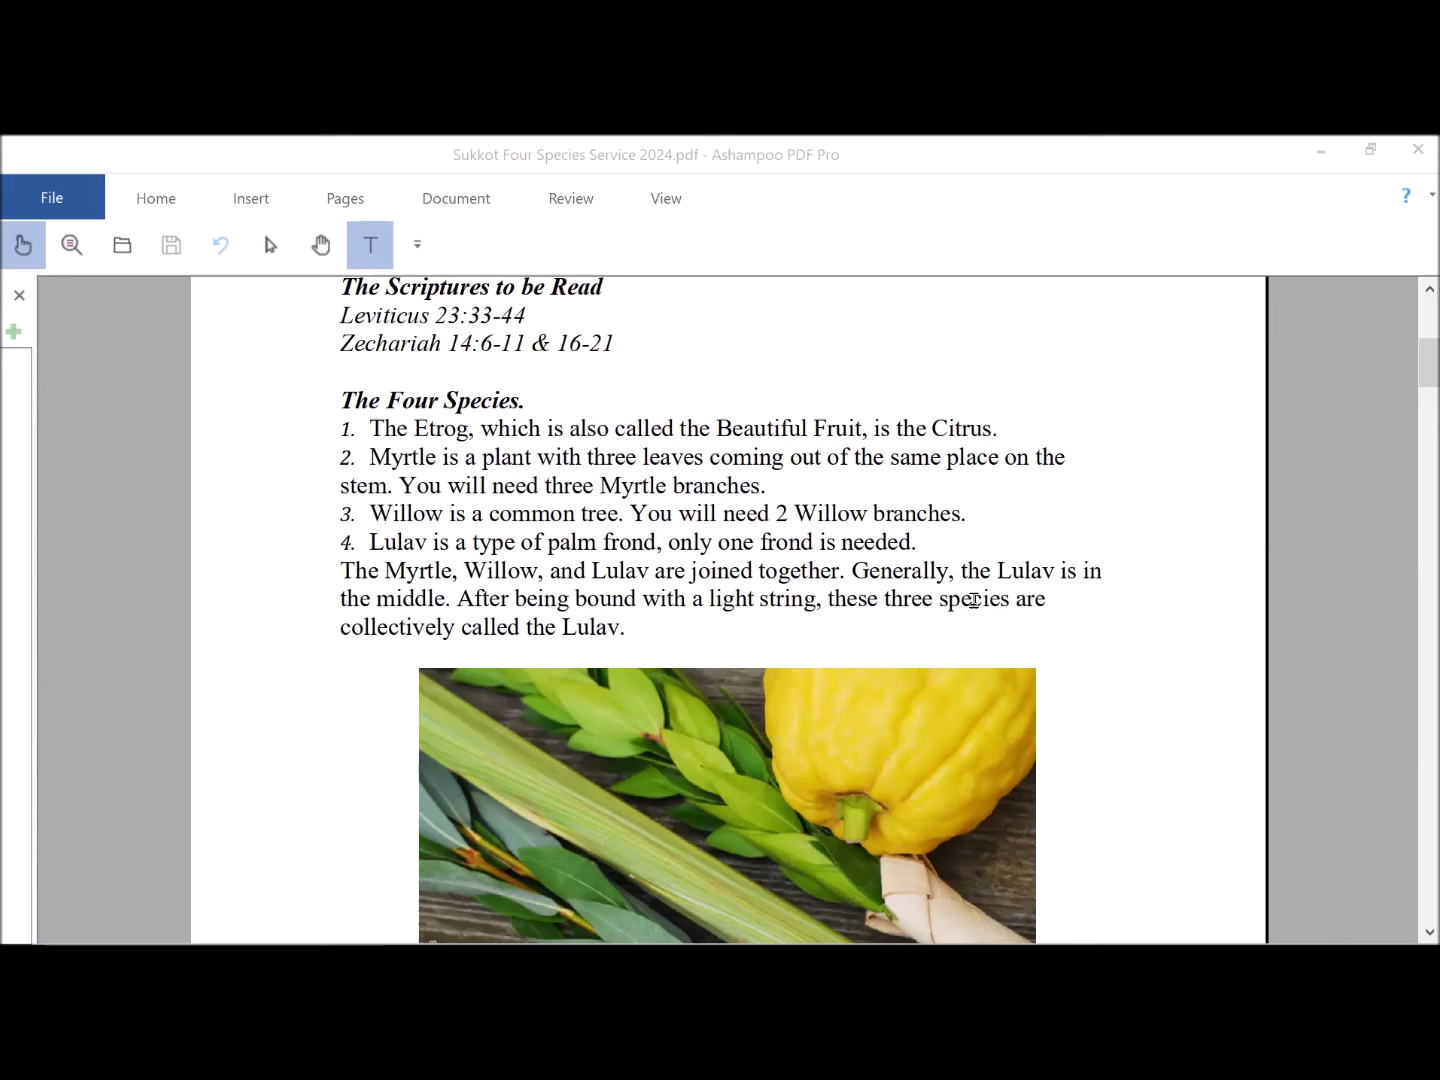 Sukkot Four Species Service 2024.pdf - Ashampoo PDF Pro
File Home Insert Pages Document Review View ?
T
The Scriptures to be Read
Leviticus 23:33-44
Zechariah 14:6-11 & 16-21
The Four Species.
1. The Etrog, which is also called the Beautiful Fruit, is the Citrus.
2. Myrtle is a plant with three leaves coming out of the same place on the
stem. You will need three Myrtle branches.
3. Willow is a common tree. You will need 2 Willow branches.
4. Lulav is a type of palm frond, only one frond is needed.
The Myrtle, Willow, and Lulav are joined together. Generally, the Lulav is in
the middle. After being bound with a light string, these three species are
collectively called the Lulav.